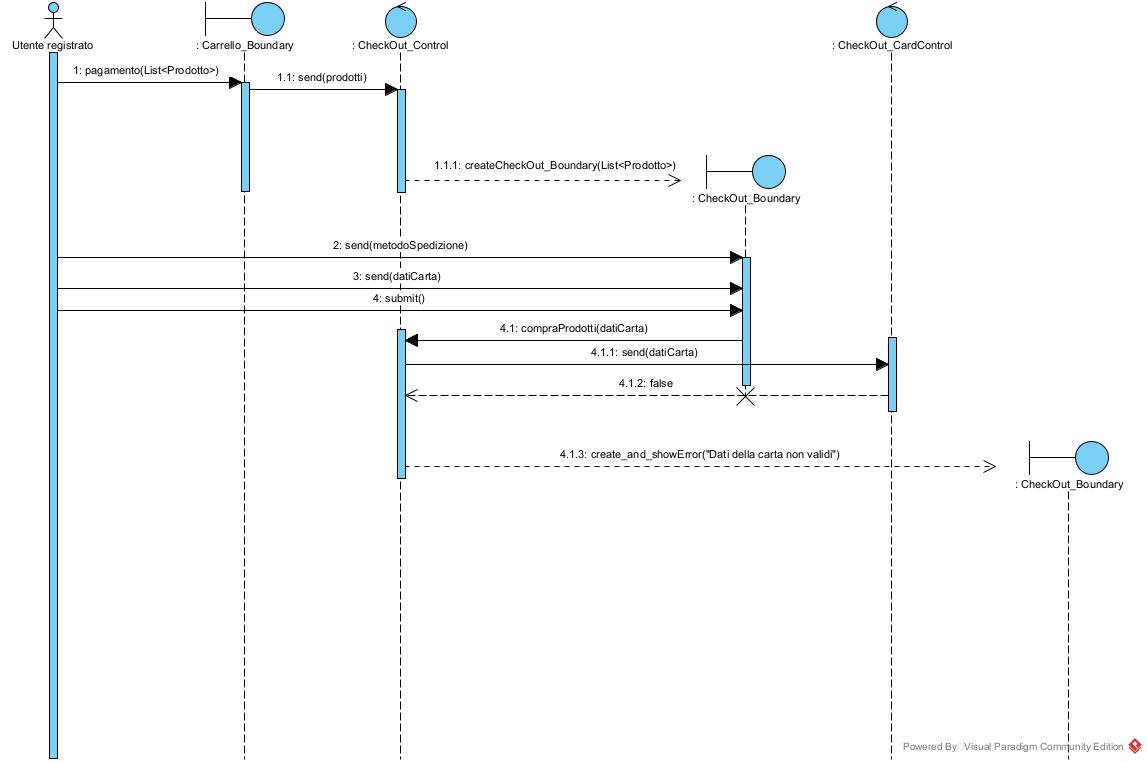 Utente registrato
: Carrello_Boundary
: CheckOut_Control
: CheckOut_CardControl
1: pagamento(List<Prodotto>)
1.1: send(prodotti)
1.1.1: createCheckOut_Boundary(List<Prodotto>)
: CheckOut_Boundary
2: send(metodoSpedizione)
3: send(datiCarta)
4: submit()
4.1: compraProdotti(datiCarta)
4.1.1: send(datiCarta)
4.1.2: false
4.1.3: create_and_showError("Dati della carta non validi")
: CheckOut_Boundary
Powered By Visual Paradigm Community Edition